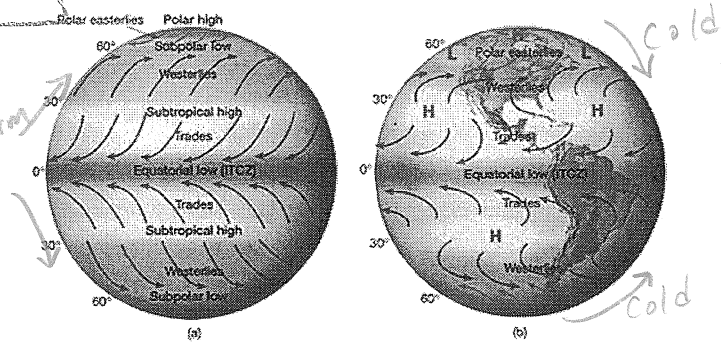 Polar easterlies
Polar high
60°
Subpolar low
Westerlies
30°
Subtropical high
Trades
0°
Equatorial low (ITCZ)
Trades
Subtropical high
30°
Westerlies
60°
Subpolar low
(a)
Cold
60°
L
H
L
Polar easterlies
Westerlies
30°
H
H
Trades
0°
Equatorial low (ITCZ)
Trades
30°
H
Westerlies
60°
Cold
(b)